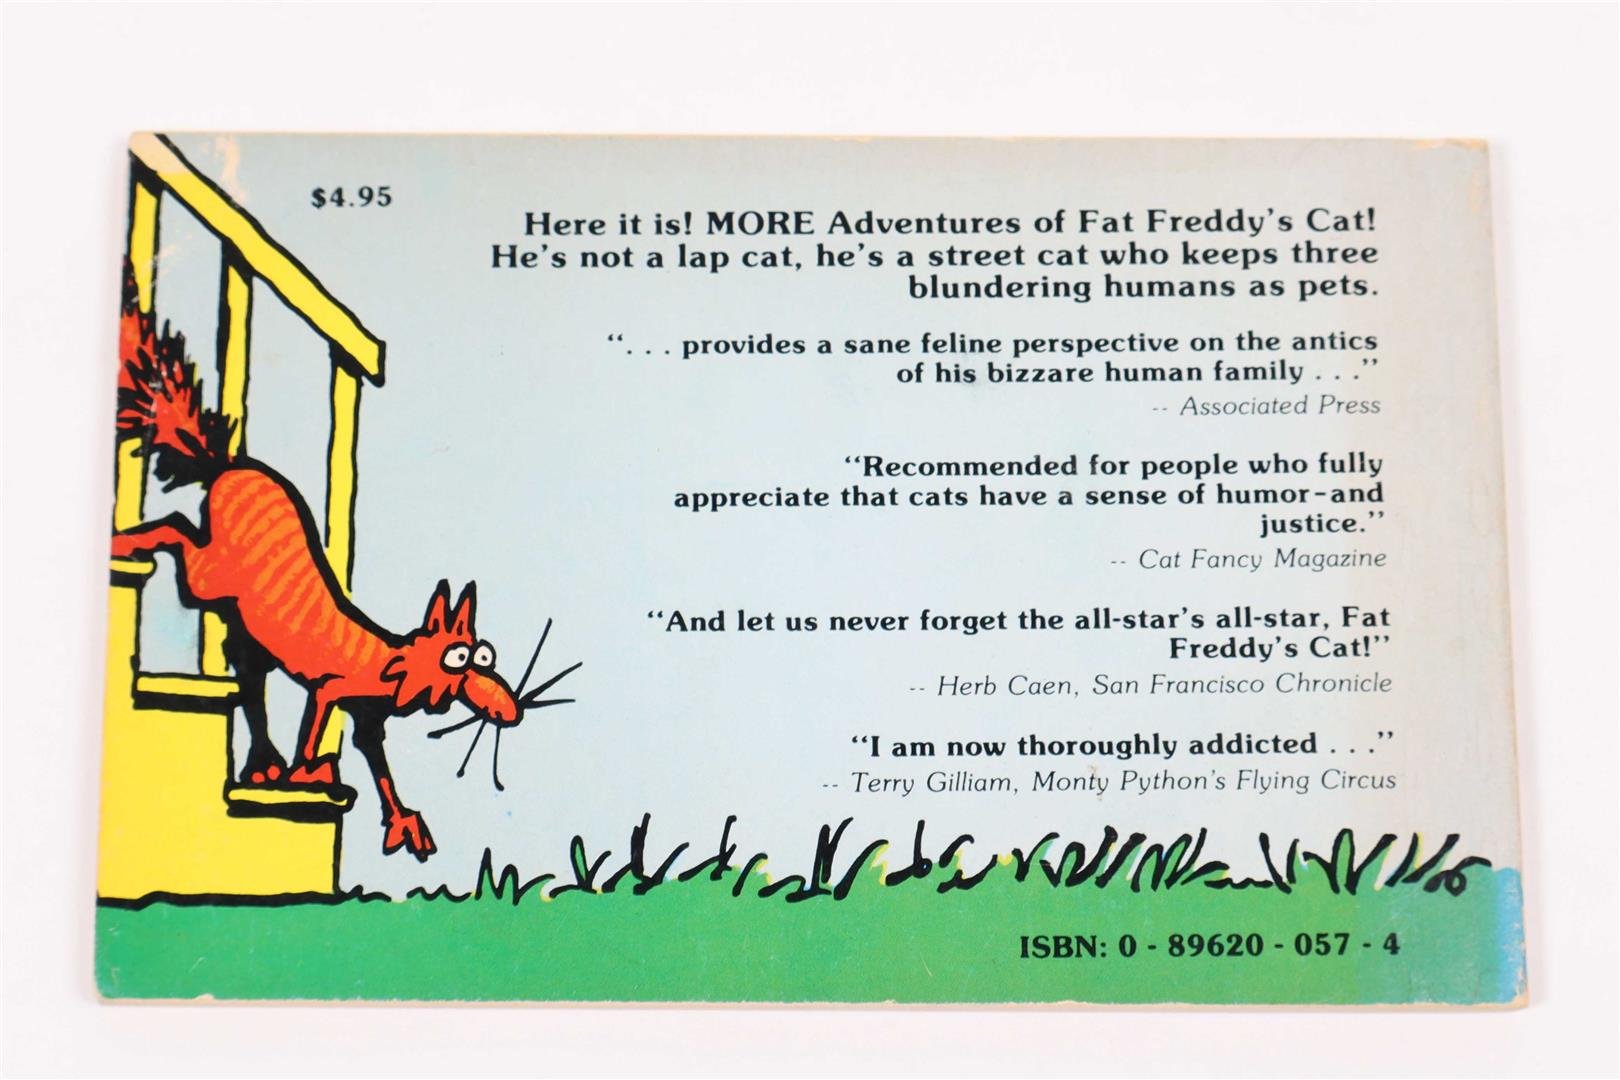 $4.95
Here it is! MORE Adventures of Fat Freddy's Cat!
He's not a lap cat, he's a street cat who keeps three
blundering humans as pets.
“. . . provides a sane feline perspective on the antics
of his bizzare human family . . .”
-- Associated Press
“Recommended for people who fully
appreciate that cats have a sense of humor-and
justice.”
-- Cat Fancy Magazine
“And let us never forget the all-star's all-star, Fat
Freddy's Cat!”
-- Herb Caen, San Francisco Chronicle
“I am now thoroughly addicted . . .”
-- Terry Gilliam, Monty Python's Flying Circus
ISBN: 0 - 89620 - 057 - 4